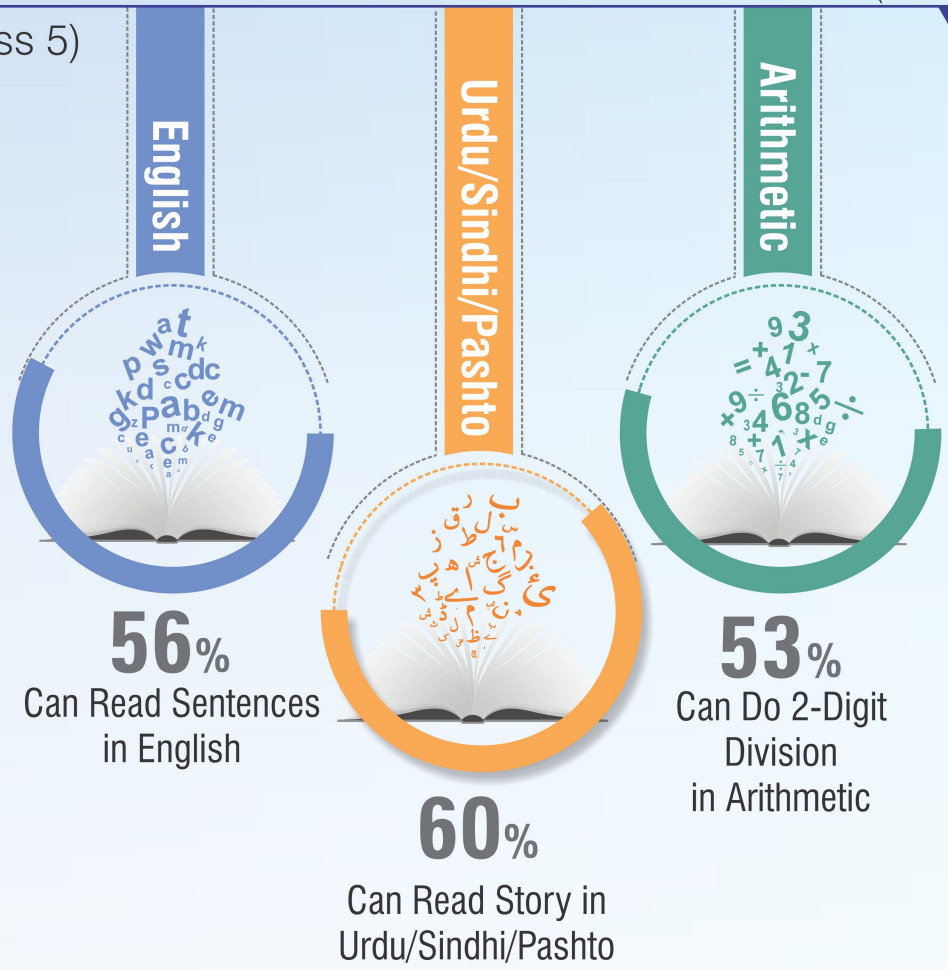 ss 5)
English
56%
Can Read Sentences
in English
Urdu/Sindhi/Pashto
60%
Can Read Story in
Urdu/Sindhi/Pashto
Arithmetic
53%
Can Do 2-Digit
Division
in Arithmetic